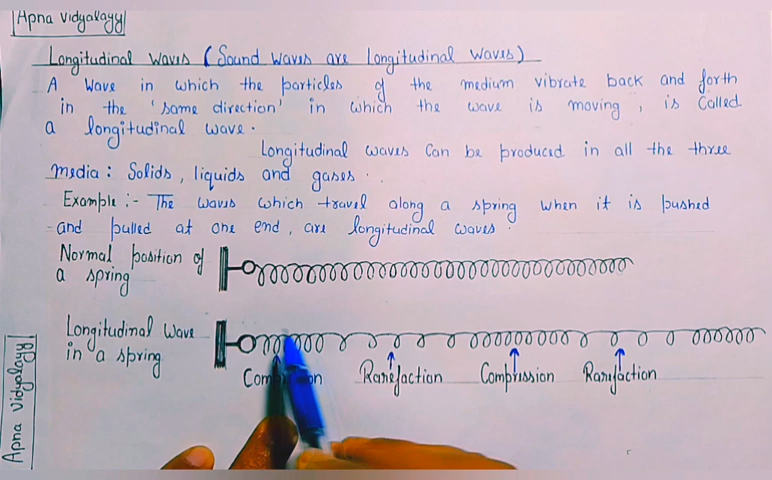 Apna Vidyalayy
Longitudinal Waves (Sound Waves are Longitudinal Waves)
A Wave in which the particles of the medium vibrate back and forth
in the 'same direction' in which the wave is moving, is Called
a longitudinal wave.
Longitudinal waves Can be produced in all the three
media: Solids, liquids and gases.
Example :- The waves which travel along a spring when it is pushed
and pulled at one end, are longitudinal waves.
Normal position of
a spring
Longitudinal Wave
in a spring
Rarefaction Compression Rarefaction
Apna Vidyalayy